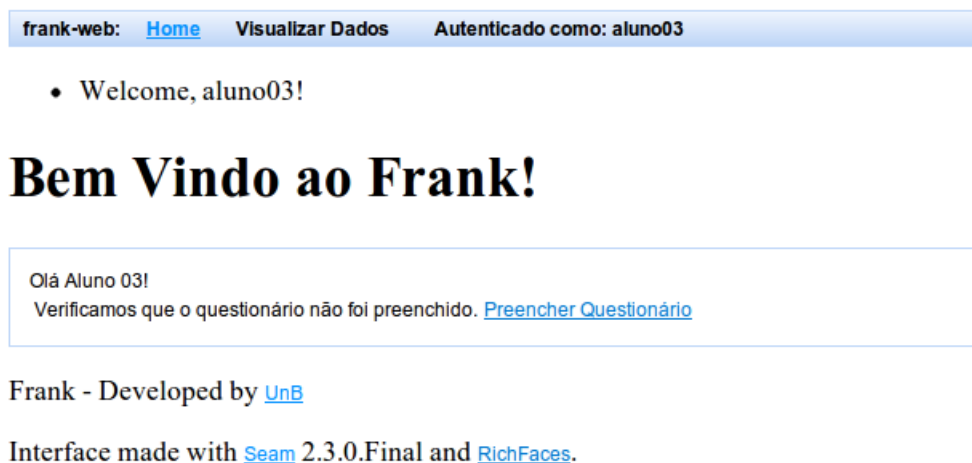 frank-web: Home Visualizar Dados Autenticado como: aluno03
Welcome, aluno03!
Bem Vindo ao Frank!
Olá Aluno 03!
Verificamos que o questionário não foi preenchido. Preencher Questionário
Frank - Developed by UnB
Interface made with Seam 2.3.0.Final and RichFaces.